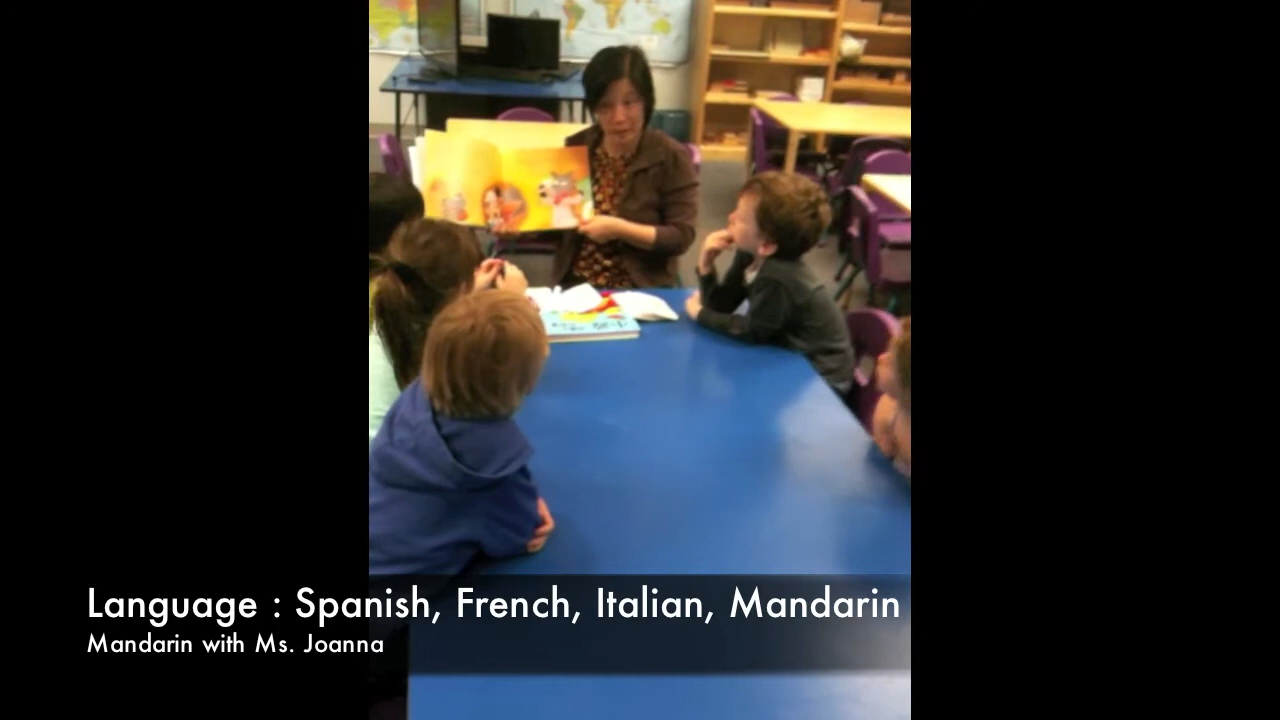 Language : Spanish, French, Italian, Mandarin
Mandarin with Ms. Joanna